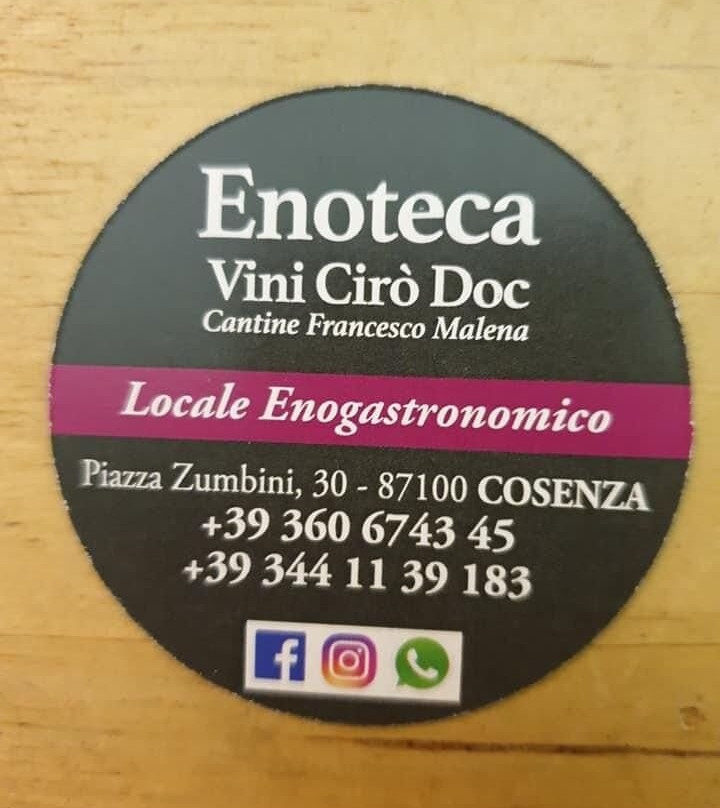 Enoteca
Vini Cirò Doc
Cantine Francesco Malena
Locale Enogastronomico
Piazza Zumbini, 30 - 87100 COSENZA
+39 360 6743 45
+39 344 11 39 183